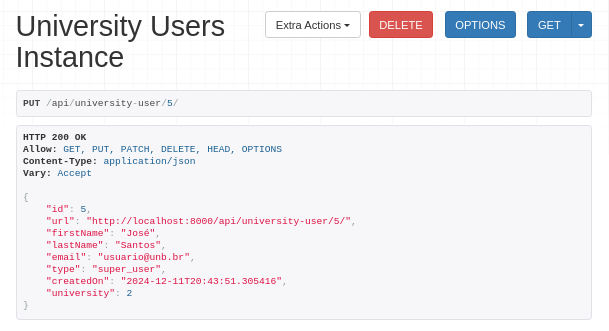 University Users Instance
Extra Actions
DELETE
OPTIONS
GET
PUT /api/university-user/5/
HTTP 200 OK
Allow: GET, PUT, PATCH, DELETE, HEAD, OPTIONS
Content-Type: application/json
Vary: Accept
{
    "id": 5,
    "url": "http://localhost:8000/api/university-user/5/",
    "firstName": "José",
    "lastName": "Santos",
    "email": "usuario@unb.br",
    "type": "super_user",
    "createdOn": "2024-12-11T20:43:51.305416",
    "university": 2
}